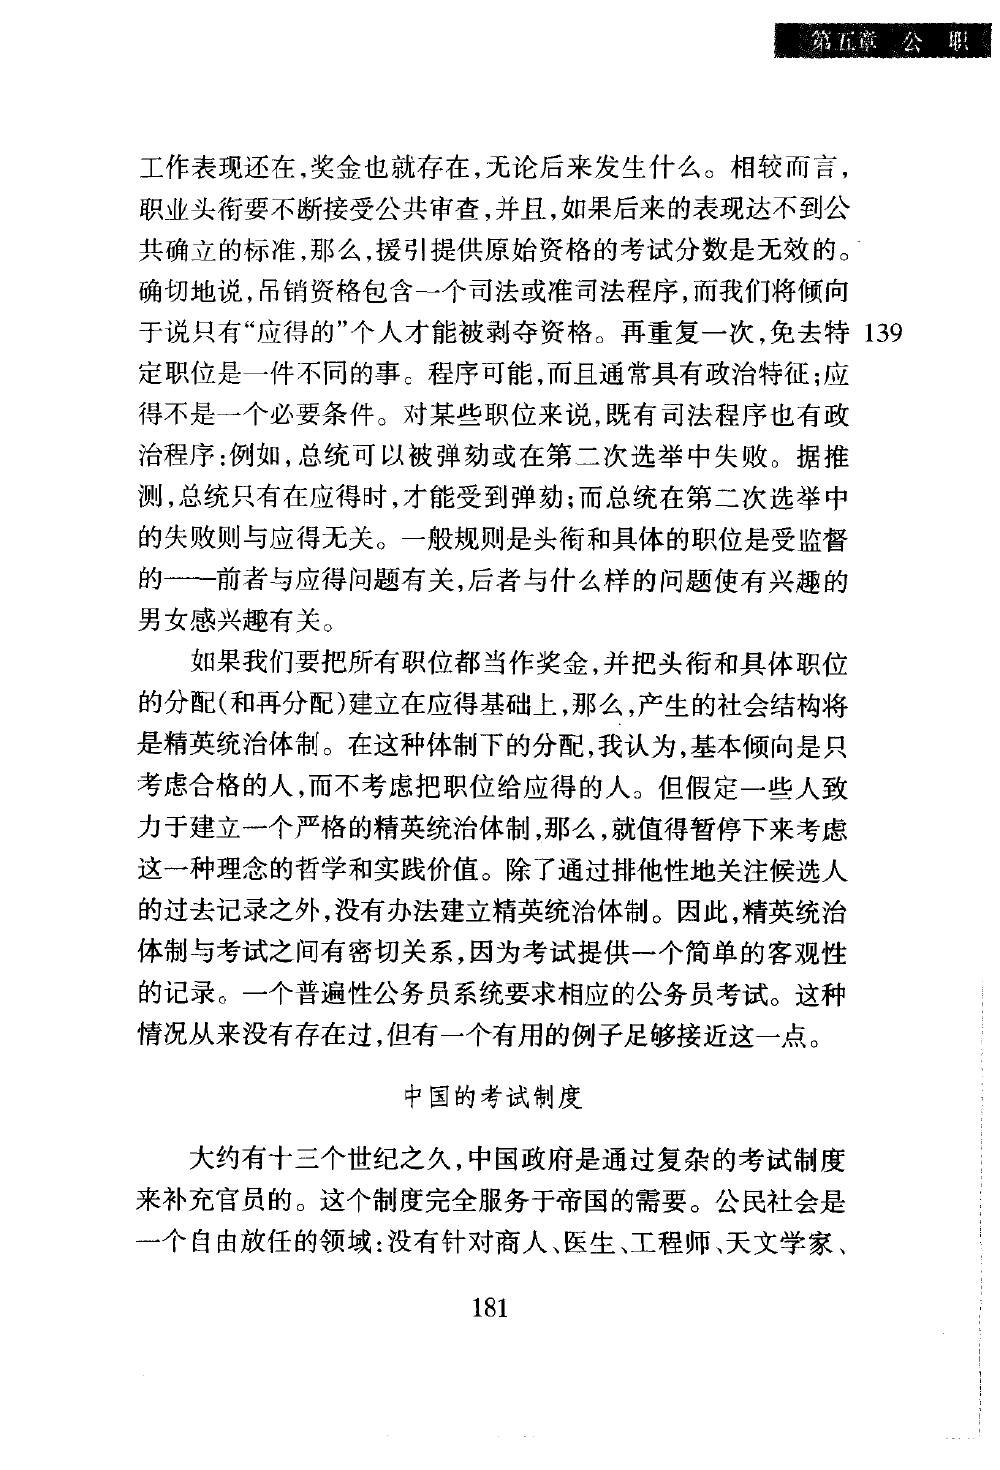 第五章 公 职
工作表现还在,奖金也就存在,无论后来发生什么。相较而言,
职业头衔要不断接受公共审查,并且,如果后来的表现达不到公
共确立的标准,那么,援引提供原始资格的考试分数是无效的。
确切地说,吊销资格包含一个司法或准司法程序,而我们将倾向
于说只有“应得的”个人才能被剥夺资格。再重复一次,免去特 139
定职位是一件不同的事。程序可能,而且通常具有政治特征;应
得不是一个必要条件。对某些职位来说,既有司法程序也有政
治程序:例如,总统可以被弹劾或在第二次选举中失败。据推
测,总统只有在应得时,才能受到弹劾;而总统在第二次选举中
的失败则与应得无关。一般规则是头衔和具体的职位是受监督
的——前者与应得问题有关,后者与什么样的问题使有兴趣的
男女感兴趣有关。
如果我们要把所有职位都当作奖金,并把头衔和具体职位
的分配(和再分配)建立在应得基础上,那么,产生的社会结构将
是精英统治体制。在这种体制下的分配,我认为,基本倾向是只
考虑合格的人,而不考虑把职位给应得的人。但假定一些人致
力于建立一个严格的精英统治体制,那么,就值得暂停下来考虑
这一种理念的哲学和实践价值。除了通过排他性地关注候选人
的过去记录之外,没有办法建立精英统治体制。因此,精英统治
体制与考试之间有密切关系,因为考试提供一个简单的客观性
的记录。一个普遍性公务员系统要求相应的公务员考试。这种
情况从来没有存在过,但有一个有用的例子足够接近这一点。
中国的考试制度
大约有十三个世纪之久,中国政府是通过复杂的考试制度
来补充官员的。这个制度完全服务于帝国的需要。公民社会是
一个自由放任的领域:没有针对商人、医生、工程师、天文学家、
181